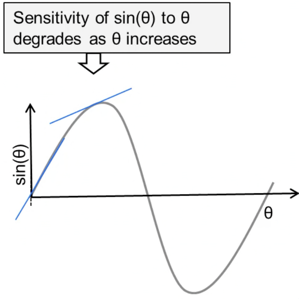 Sensitivity of sin(θ) to θ
degrades as θ increases
sin(θ)
θ